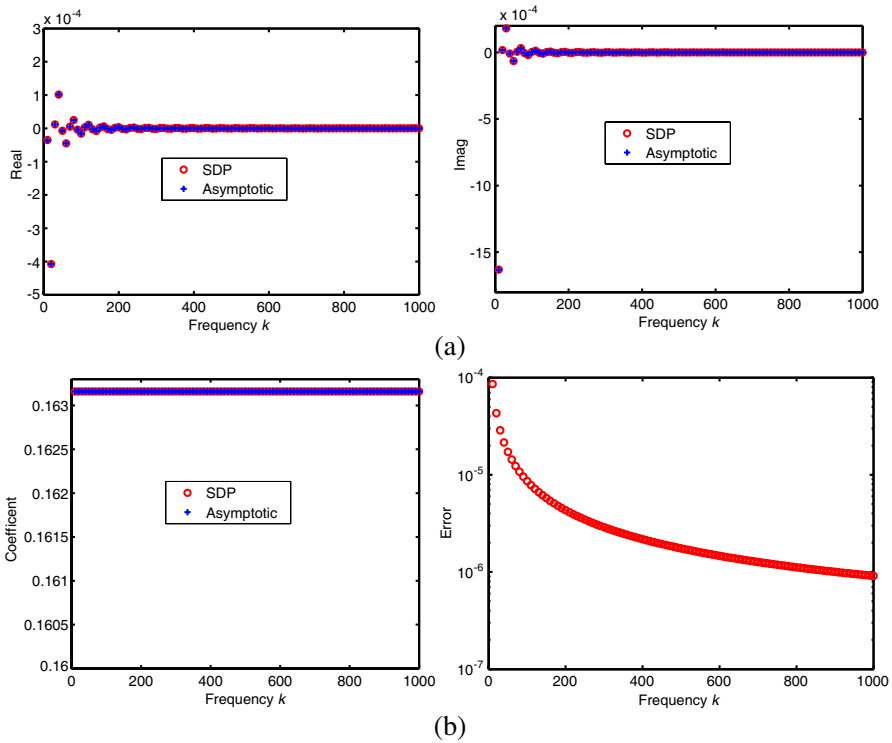 x 10^-4
3
2
1
0
-1
-2
-3
-4
-5
Real
SDP
Asymptotic
0 200 400 600 800 1000
Frequency k
x 10^-4
0
-5
-10
-15
Imag
SDP
Asymptotic
0 200 400 600 800 1000
Frequency k
(a)
0.163
0.1625
0.162
0.1615
0.161
0.1605
0.16
Coefficent
SDP
Asymptotic
0 200 400 600 800 1000
Frequency k
10^-4
10^-5
10^-6
10^-7
Error
0 200 400 600 800 1000
Frequency k
(b)